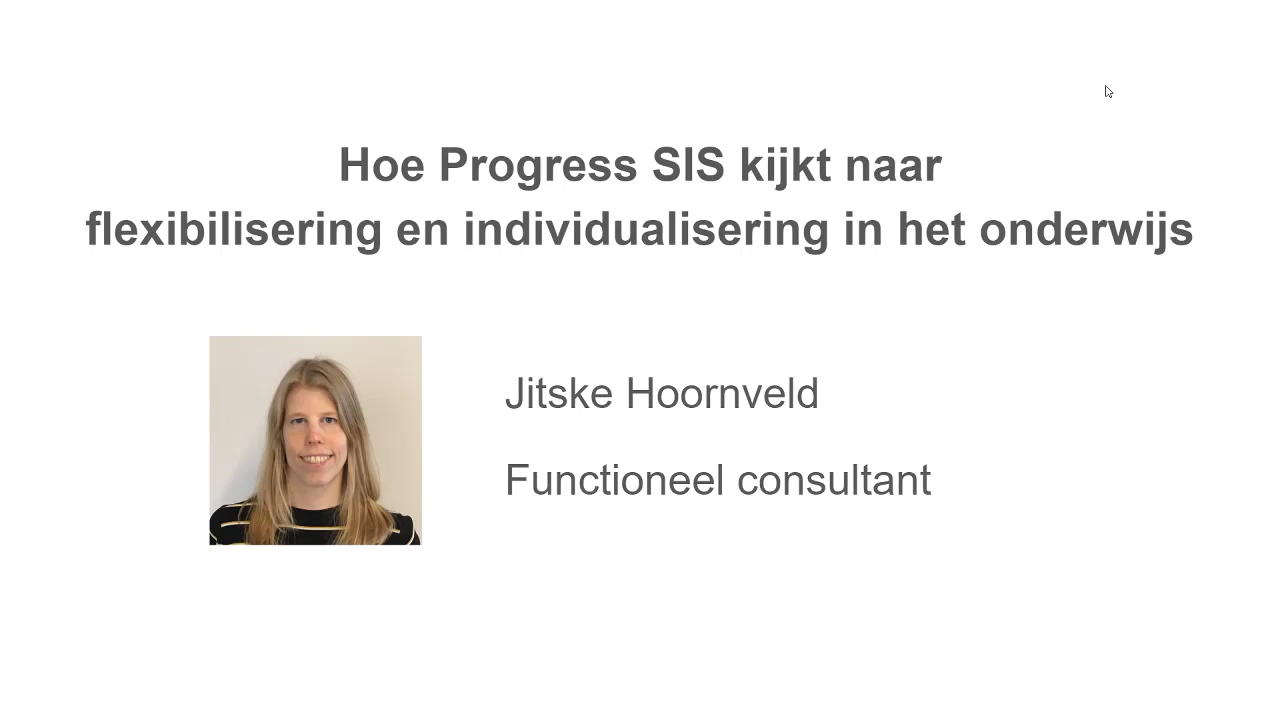 Hoe Progress SIS kijkt naar
flexibilisering en individualisering in het onderwijs
Jitske Hoornveld
Functioneel consultant